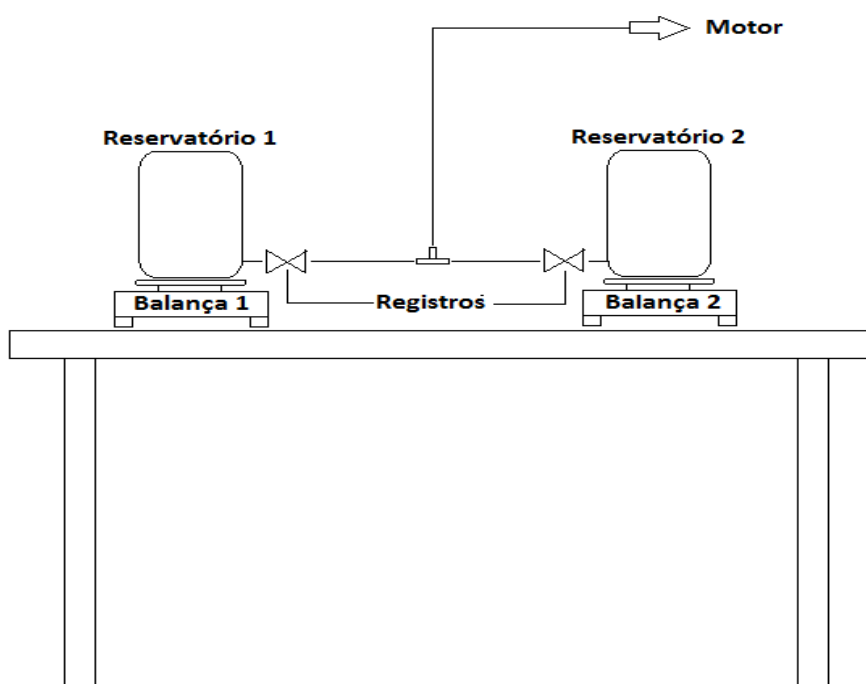 Motor
Reservatório 1
Reservatório 2
Registros
Balança 1
Balança 2